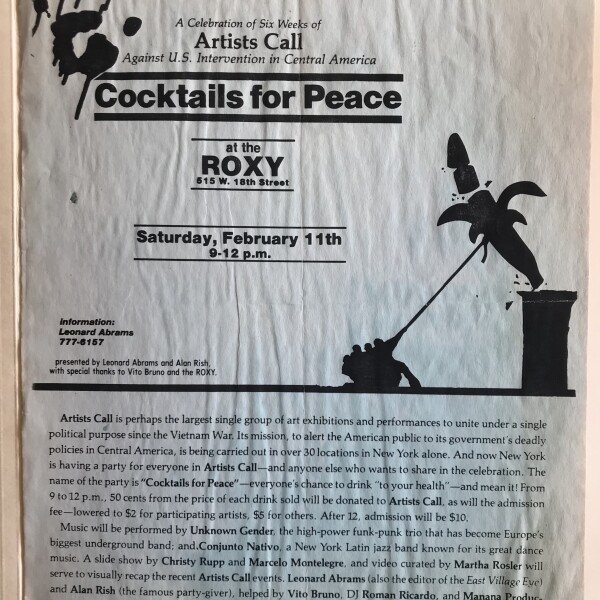 A Celebration of Six Weeks of
Artists Call
Against U.S. Intervention in Central America
Cocktails for Peace
at the
ROXY
515 W. 18th Street
Saturday, February 11th
9-12 p.m.
Information:
Leonard Abrams
777-6157
presented by Leonard Abrams and Alan Rish,
with special thanks to Vito Bruno and the ROXY.
Artists Call is perhaps the largest single group of art exhibitions and performances to unite under a single
political purpose since the Vietnam War. Its mission, to alert the American public to its government's deadly
policies in Central America, is being carried out in over 30 locations in New York alone. And now New York
is having a party for everyone in Artists Call—and anyone else who wants to share in the celebration. The
name of the party is "Cocktails for Peace"—everyone's chance to drink "to your health"—and mean it! From
9 to 12 p.m., 50 cents from the price of each drink sold will be donated to Artists Call, as will the admission
fee—lowered to $2 for participating artists, $5 for others. After 12, admission will be $10.
Music will be performed by Unknown Gender, the high-power funk-punk trio that has become Europe's
biggest underground band; and Conjunto Nativo, a New York Latin jazz band known for its great dance
music. A slide show by Christy Rupp and Marcelo Montelegre, and video curated by Martha Rosler will
serve to visually recap the recent Artists Call events. Leonard Abrams (also the editor of the East Village Eye)
and Alan Rish (the famous party-giver), helped by Vito Bruno, DJ Roman Ricardo, and Manana Produc-